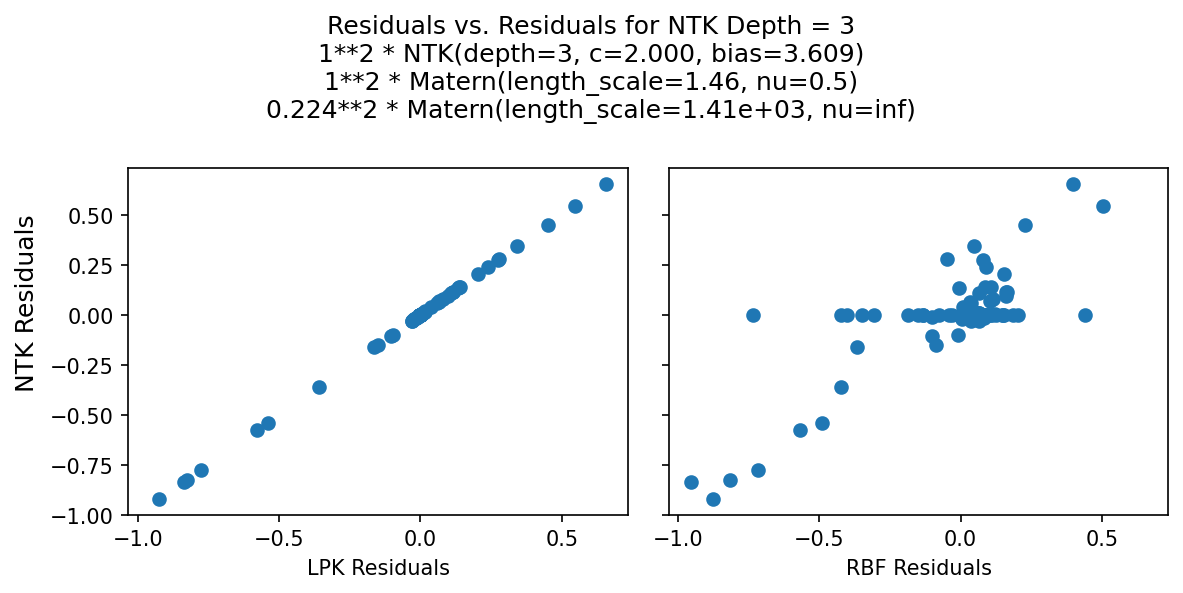 Residuals vs. Residuals for NTK Depth = 3
1**2 * NTK(depth=3, c=2.000, bias=3.609)
1**2 * Matern(length_scale=1.46, nu=0.5)
0.224**2 * Matern(length_scale=1.41e+03, nu=inf)
NTK Residuals
0.50
0.25
0.00
−0.25
−0.50
−0.75
−1.00
−1.0 −0.5 0.0 0.5
LPK Residuals
−1.0 −0.5 0.0 0.5
RBF Residuals